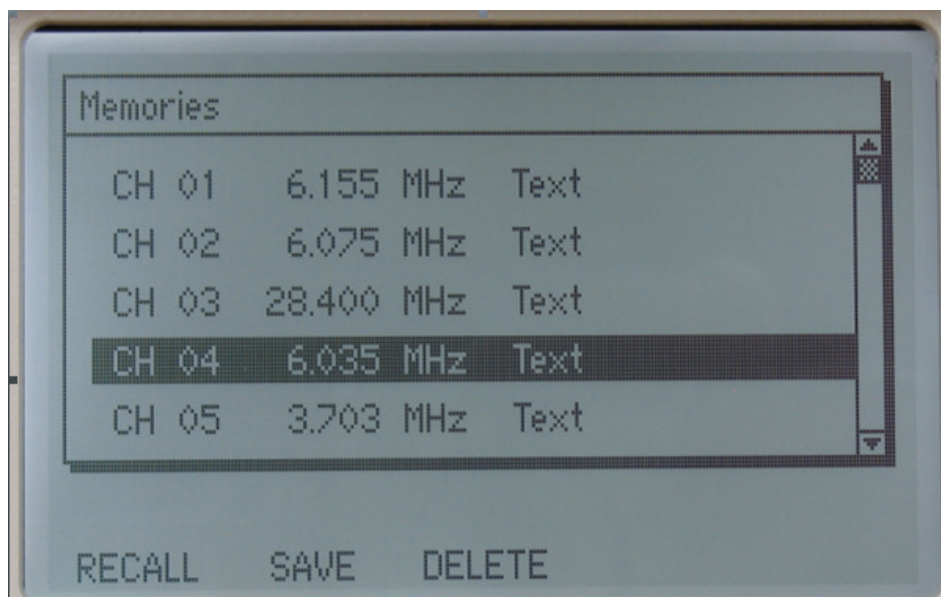 Memories
CH 01 6.155 MHz Text
CH 02 6.075 MHz Text
CH 03 28.400 MHz Text
CH 04 6.035 MHz Text
CH 05 3.703 MHz Text
RECALL SAVE DELETE